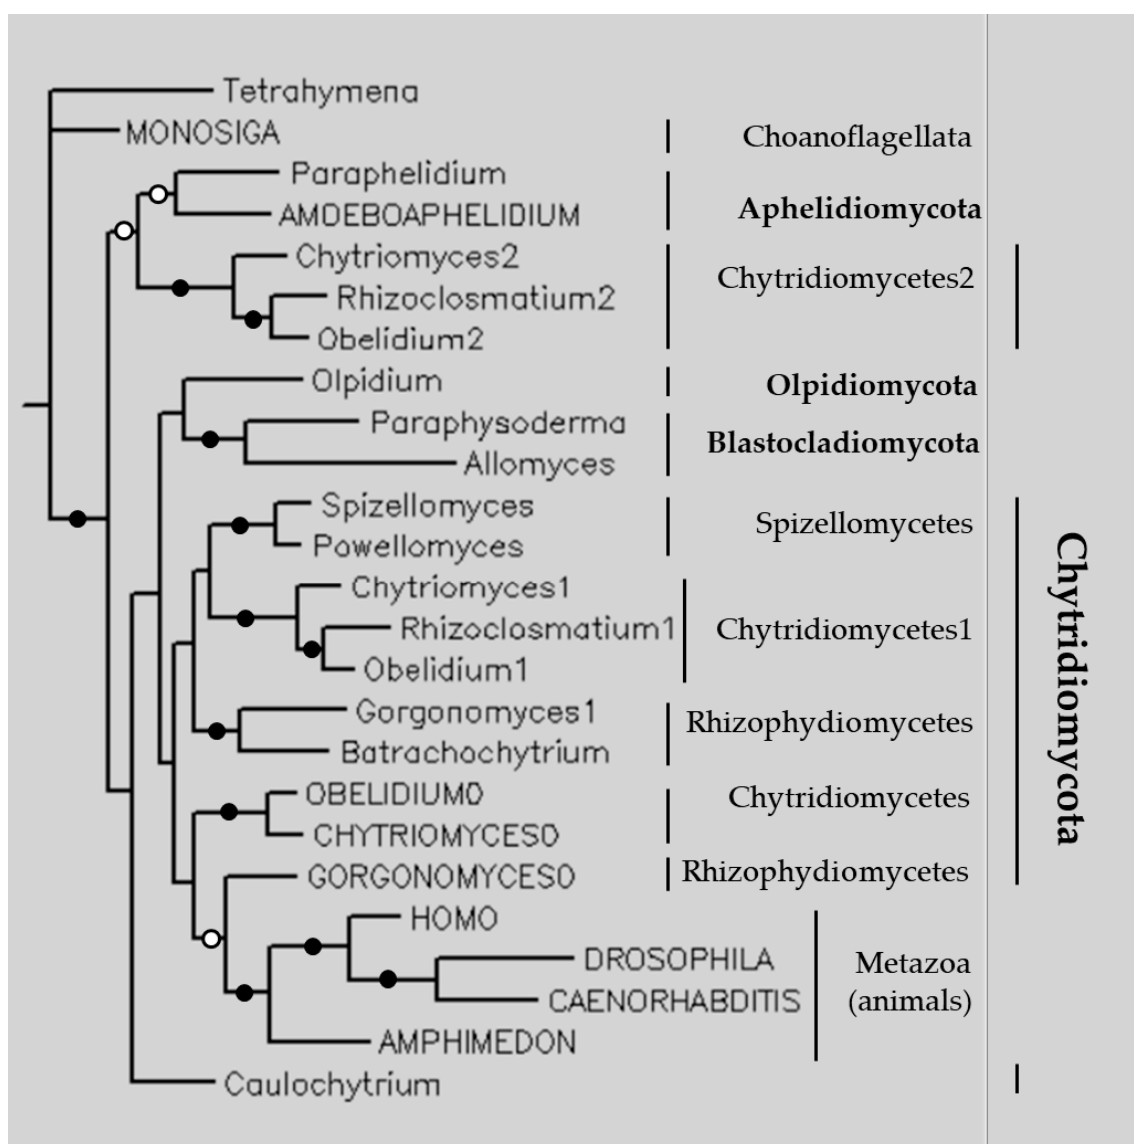 Tetrahymena
MONOSIGA
Choanoflagellata
Paraphelidium
AMOEBOAPHELIDIUM
Aphelidiomycota
Chytriomyces2
Rhizoclosmatium2
Obelidium2
Chytridiomycetes2
Olpidium
Olpidiomycota
Paraphysoderma
Allomyces
Blastocladiomycota
Spizellomyces
Powellomyces
Spizellomycetes
Chytriomyces1
Rhizoclosmatium1
Obelidium1
Chytridiomycetes1
Gorgonomyces1
Batrachochytrium
Rhizophydiomycetes
OBELIDIUM0
CHYTRIOMYCES0
Chytridiomycetes
GORGONOMYCES0
Rhizophydiomycetes
HOMO
DROSOPHILA
CAENORHABDITIS
AMPHIMEDON
Metazoa
(animals)
Caulochytrium
Chytridiomycota